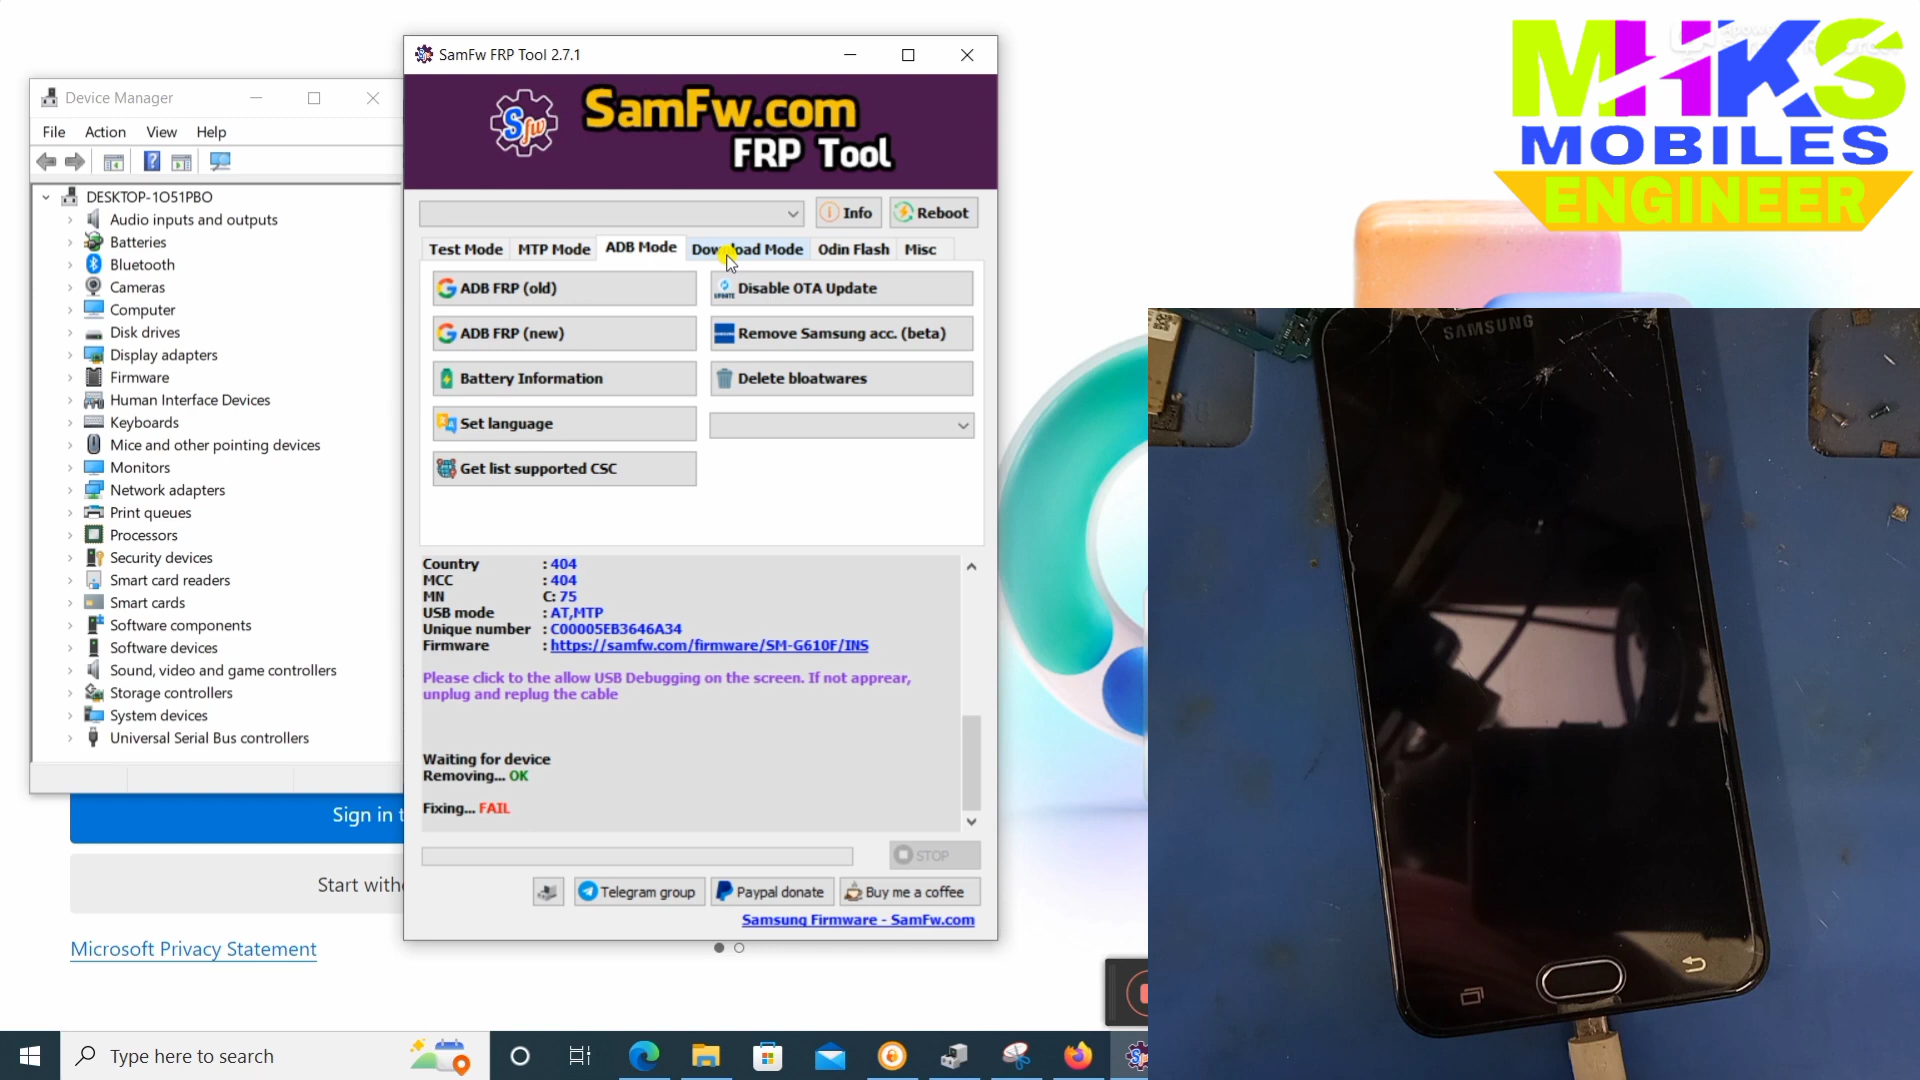 SamFw FRP Tool 2.7.1
SamFw.com
FRP Tool
Info
Reboot
Test Mode
MTP Mode
ADB Mode
Download Mode
Odin Flash
Misc
ADB FRP (old)
Disable OTA Update
ADB FRP (new)
Remove Samsung acc. (beta)
Battery Information
Delete bloatwares
Set language
Get list supported CSC
Country : 404
MCC : 404
MN C: 75
USB mode : AT,MTP
Unique number : C00005EB3646A34
Firmware : https://samfw.com/firmware/SM-G610F/INS
Please click to the allow USB Debugging on the screen. If not apprear,
unplug and replug the cable
Waiting for device
Removing... OK
Fixing... FAIL
STOP
Telegram group
Paypal donate
Buy me a coffee
Samsung Firmware - SamFw.com
Device Manager
File Action View Help
DESKTOP-1O51PBO
Audio inputs and outputs
Batteries
Bluetooth
Cameras
Computer
Disk drives
Display adapters
Firmware
Human Interface Devices
Keyboards
Mice and other pointing devices
Monitors
Network adapters
Print queues
Processors
Security devices
Smart card readers
Smart cards
Software components
Software devices
Sound, video and game controllers
Storage controllers
System devices
Universal Serial Bus controllers
Sign in t
Start with
Microsoft Privacy Statement
Type here to search
MHKS
MOBILES
ENGINEER
SAMSUNG